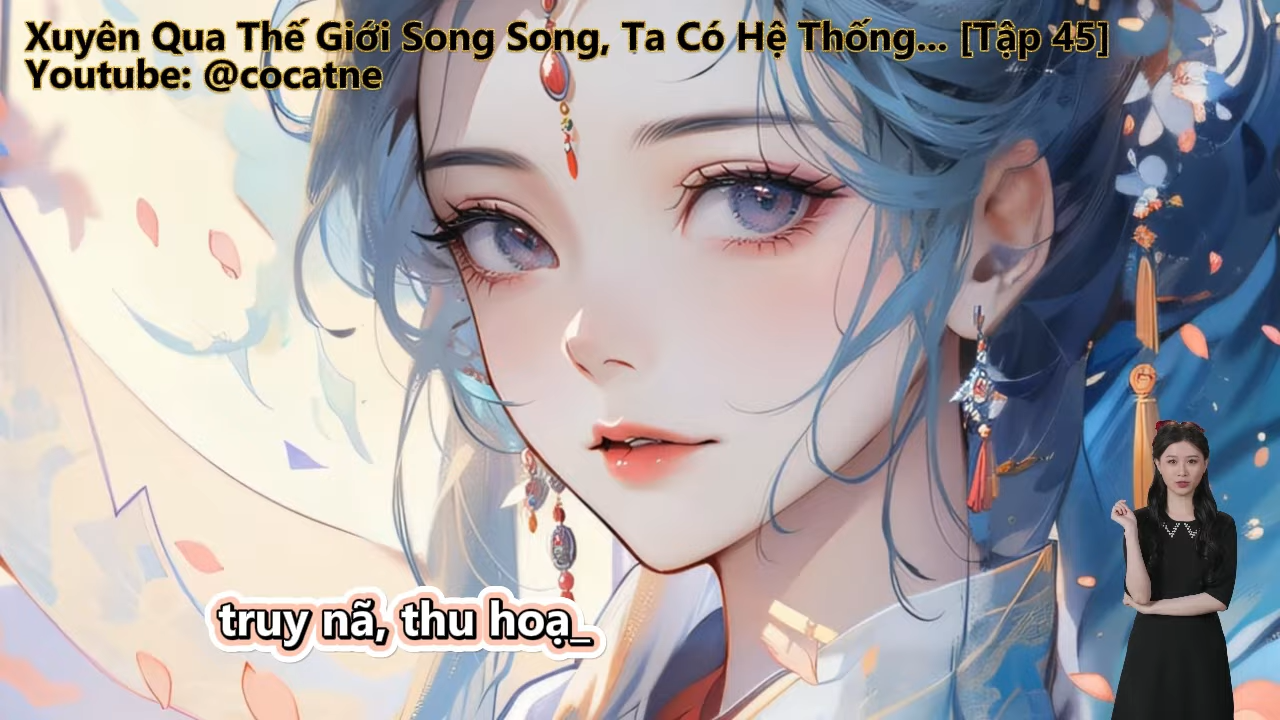 Xuyên Qua Thế Giới Song Song, Ta Có Hệ Thống... [Tập 45]
Youtube: @cocatne
truy nã, thu hoạ_